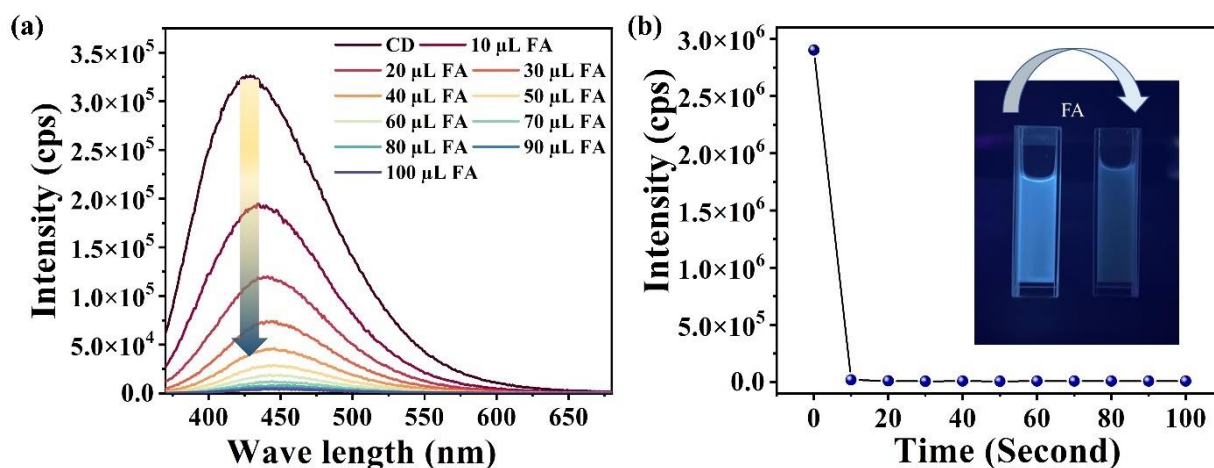 (a)
Intensity (cps)
3.5×10⁵
3.0×10⁵
2.5×10⁵
2.0×10⁵
1.5×10⁵
1.0×10⁵
5.0×10⁴
0.0
CD 10 µL FA
20 µL FA 30 µL FA
40 µL FA 50 µL FA
60 µL FA 70 µL FA
80 µL FA 90 µL FA
100 µL FA
400 450 500 550 600 650
Wave length (nm)
(b)
Intensity (cps)
3.0×10⁶
2.5×10⁶
2.0×10⁶
1.5×10⁶
1.0×10⁶
5.0×10⁵
0.0
FA
0 20 40 60 80 100
Time (Second)